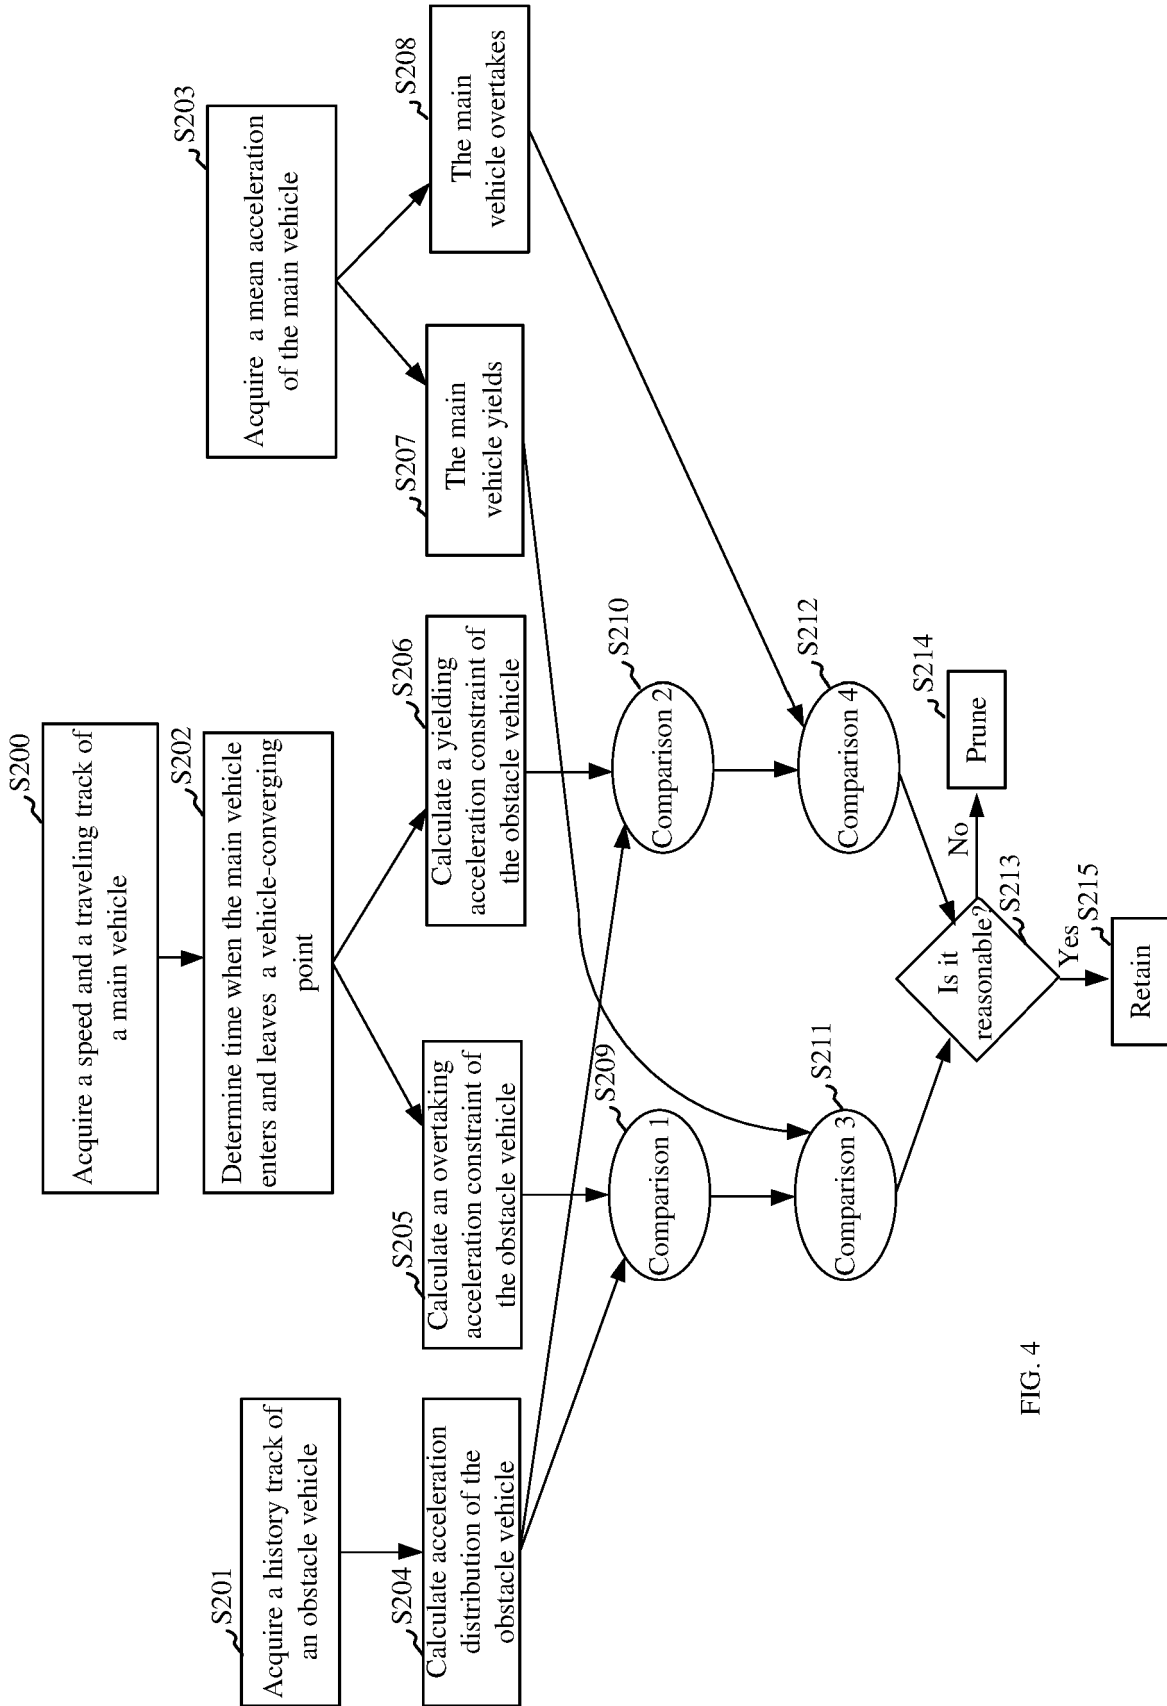 S200
Acquire a speed and a traveling track of
a main vehicle
S201
Acquire a history track of
an obstacle vehicle
S202
Determine time when the main vehicle
enters and leaves a vehicle-converging
point
S203
Acquire a mean acceleration
of the main vehicle
S204
Calculate acceleration
distribution of the
obstacle vehicle
S205
Calculate an overtaking
acceleration constraint of
the obstacle vehicle
S206
Calculate a yielding
acceleration constraint of
the obstacle vehicle
S207
The main
vehicle yields
S208
The main
vehicle overtakes
S209
Comparison 1
S210
Comparison 2
S211
Comparison 3
S212
Comparison 4
Is it
reasonable?
S213
No
S214
Prune
Yes
S215
Retain
FIG. 4